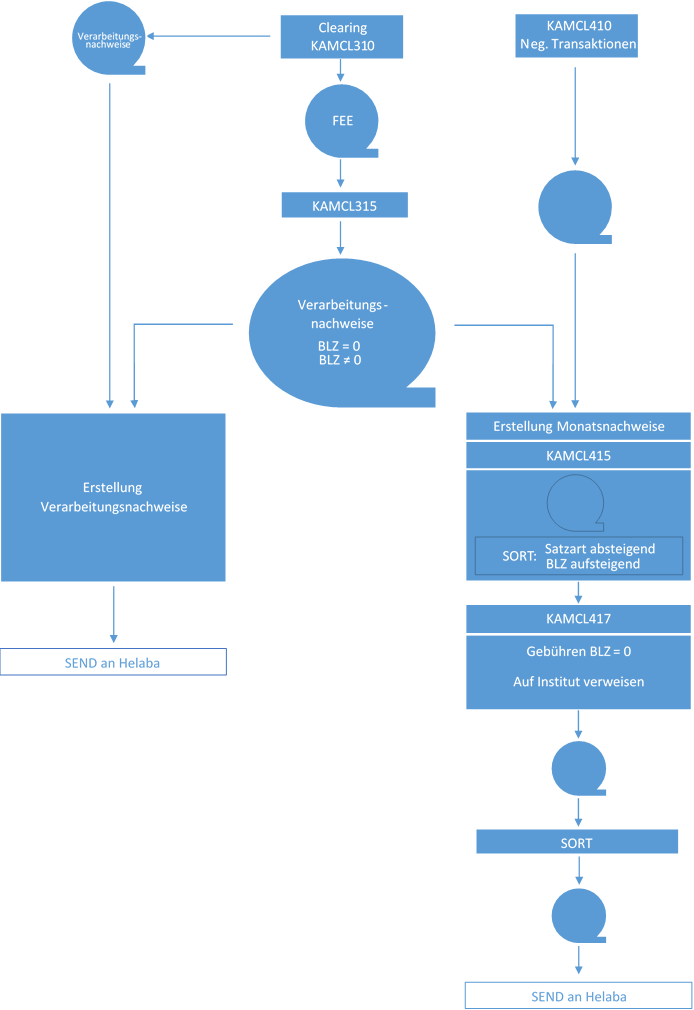 Verarbeitungs-
nachweise
Clearing
KAMCL310
KAMCL410
Neg. Transaktionen
FEE
KAMCL315
Verarbeitungs-
nachweise
BLZ = 0
BLZ ≠ 0
Erstellung
Verarbeitungsnachweise
SEND an Helaba
Erstellung Monatsnachweise
KAMCL415
SORT: Satzart absteigend
BLZ aufsteigend
KAMCL417
Gebühren BLZ = 0
Auf Institut verweisen
SORT
SEND an Helaba